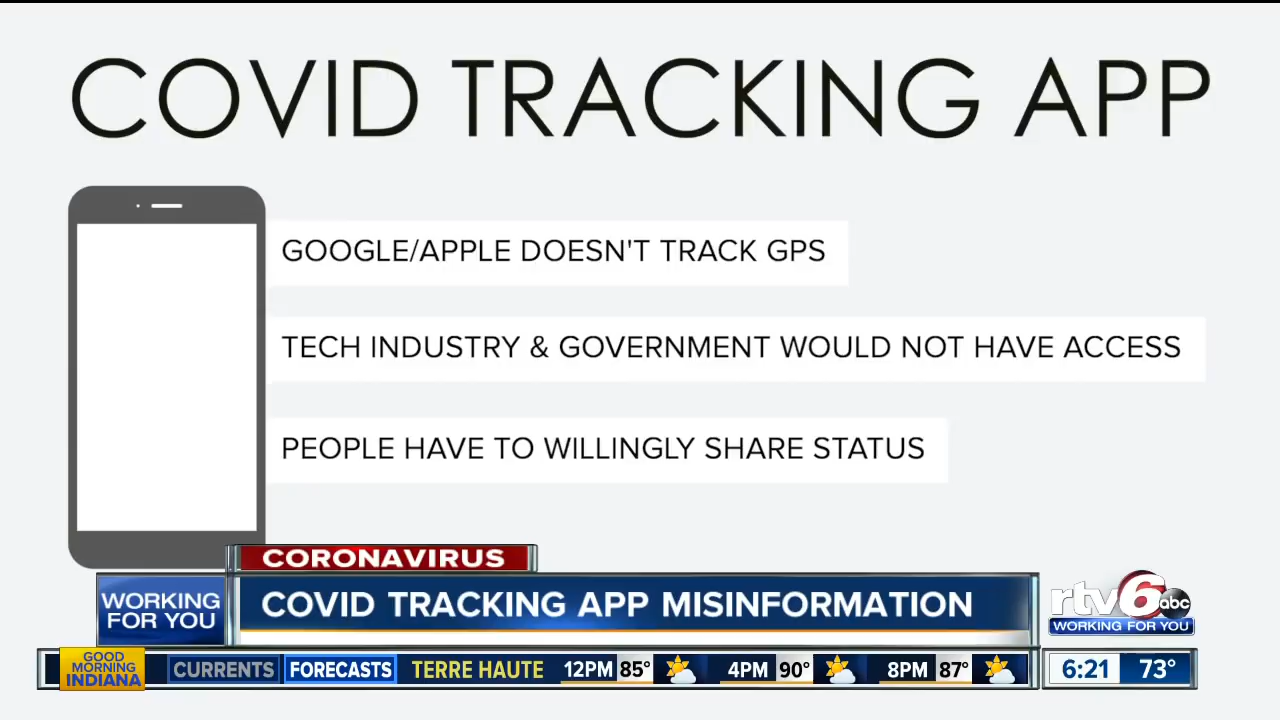 COVID TRACKING APP
GOOGLE/APPLE DOESN'T TRACK GPS
TECH INDUSTRY & GOVERNMENT WOULD NOT HAVE ACCESS
PEOPLE HAVE TO WILLINGLY SHARE STATUS
CORONAVIRUS
WORKING
FOR YOU
COVID TRACKING APP MISINFORMATION
rtv6 abc
WORKING FOR YOU
GOOD
MORNING
INDIANA
CURRENTS FORECASTS TERRE HAUTE 12PM 85° 4PM 90° 8PM 87°
6:21 73°